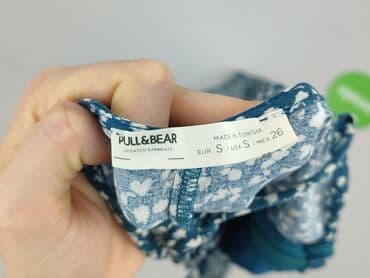 PULL&BEAR
UPDATED GARMENTS
MADE IN TUNISIA
EUR S / USA S / MEX 26